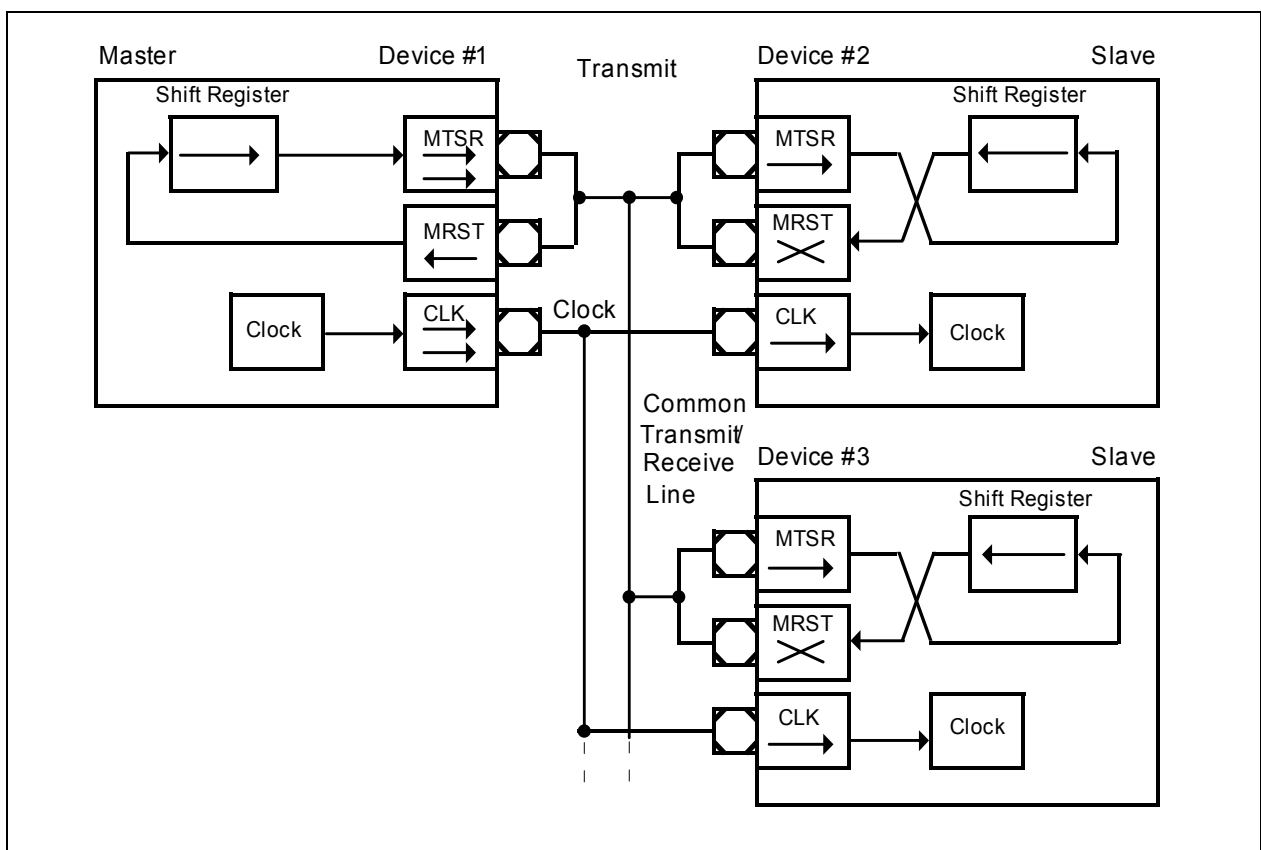 Master Device #1
Shift Register
MTSR
MRST
Clock
CLK
Transmit
Clock
Common
Transmit/
Receive
Line
Device #2 Slave
Shift Register
MTSR
MRST
CLK
Clock
Device #3 Slave
Shift Register
MTSR
MRST
CLK
Clock